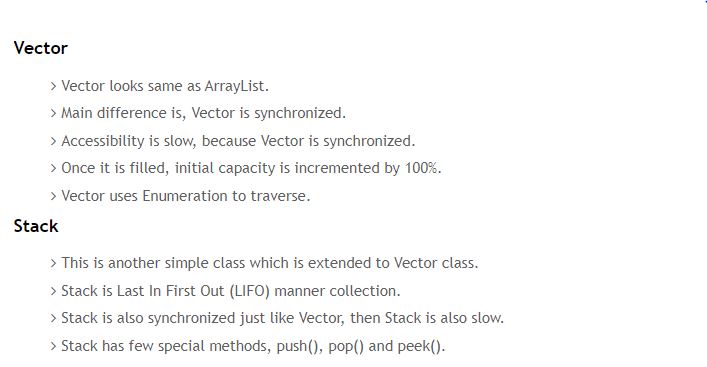 Vector
> Vector looks same as ArrayList.
> Main difference is, Vector is synchronized.
> Accessibility is slow, because Vector is synchronized.
> Once it is filled, initial capacity is incremented by 100%.
> Vector uses Enumeration to traverse.
Stack
> This is another simple class which is extended to Vector class.
> Stack is Last In First Out (LIFO) manner collection.
> Stack is also synchronized just like Vector, then Stack is also slow.
> Stack has few special methods, push(), pop() and peek().